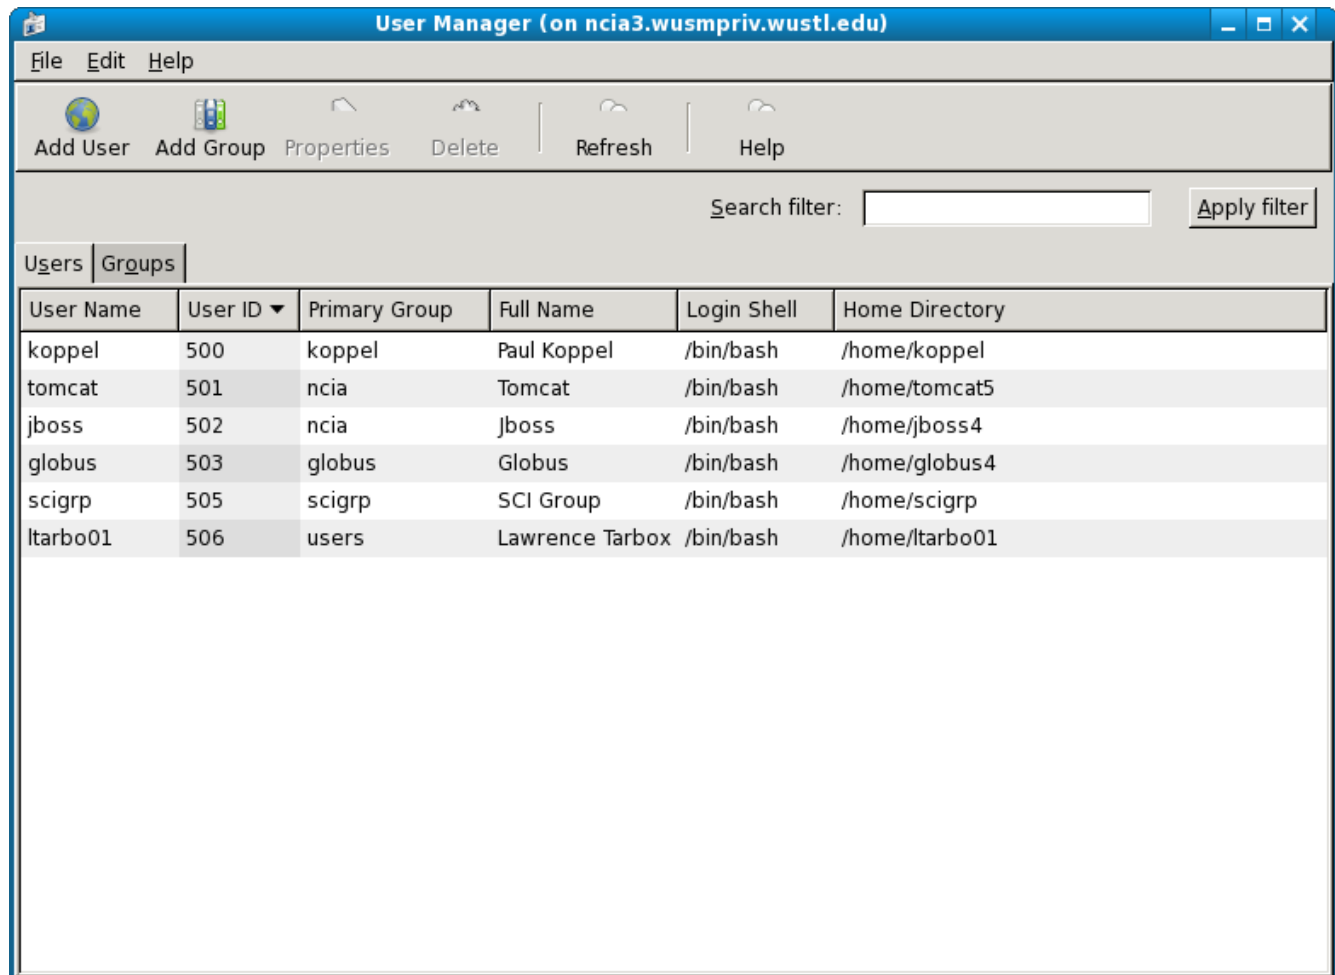 User Manager (on ncia3.wusmpriv.wustl.edu)
File Edit Help
Add User Add Group Properties Delete Refresh Help
Search filter: Apply filter
Users Groups
User Name User ID Primary Group Full Name Login Shell Home Directory
koppel 500 koppel Paul Koppel /bin/bash /home/koppel
tomcat 501 ncia Tomcat /bin/bash /home/tomcat5
jboss 502 ncia Jboss /bin/bash /home/jboss4
globus 503 globus Globus /bin/bash /home/globus4
scigrp 505 scigrp SCI Group /bin/bash /home/scigrp
ltarbo01 506 users Lawrence Tarbox /bin/bash /home/ltarbo01